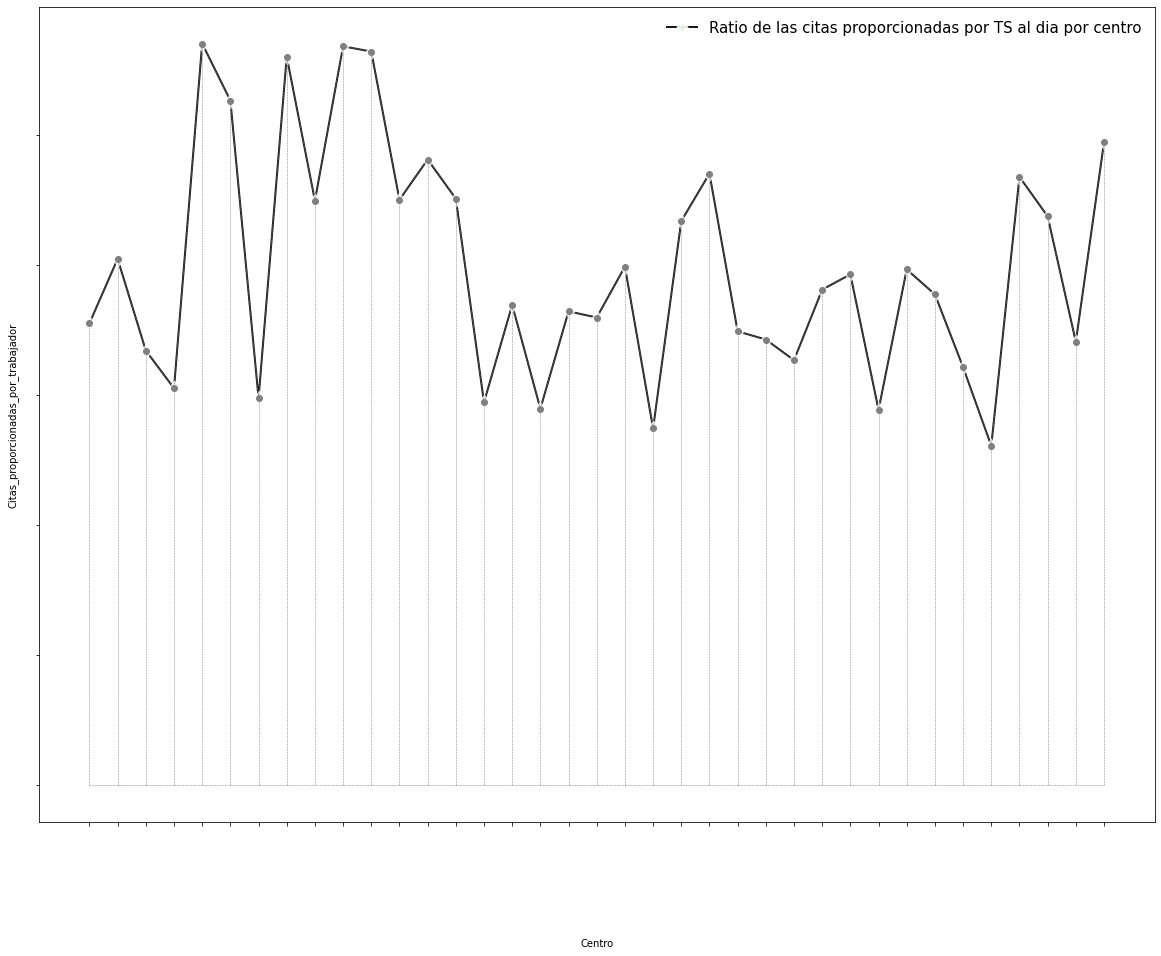 Ratio de las citas proporcionadas por TS al dia por centro
Citas_proporcionadas_por_trabajador
Centro